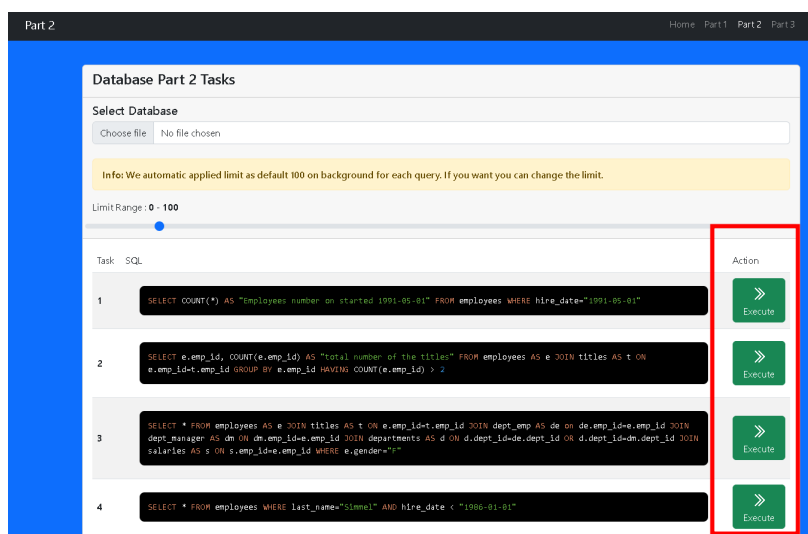 Part 2
Home Part 1 Part 2 Part 3
Database Part 2 Tasks
Select Database
Choose file No file chosen
Info: We automatic applied limit as default 100 on background for each query. If you want you can change the limit.
Limit Range : 0 - 100
Task SQL Action
1 SELECT COUNT(*) AS "Employees number on started 1991-05-01" FROM employees WHERE hire_date="1991-05-01"
Execute
2 SELECT e.emp_id, COUNT(e.emp_id) AS "total number of the titles" FROM employees AS e JOIN titles AS t ON
e.emp_id=t.emp_id GROUP BY e.emp_id HAVING COUNT(e.emp_id) > 2
Execute
3 SELECT * FROM employees AS e JOIN titles AS t ON e.emp_id=t.emp_id JOIN dept_emp AS de on de.emp_id=e.emp_id JOIN
dept_manager AS dm ON dm.emp_id=e.emp_id JOIN departments AS d ON d.dept_id=de.dept_id OR d.dept_id=dm.dept_id JOIN
salaries AS s ON s.emp_id=e.emp_id WHERE e.gender="F"
Execute
4 SELECT * FROM employees WHERE last_name="Simmel" AND hire_date < "1986-01-01"
Execute